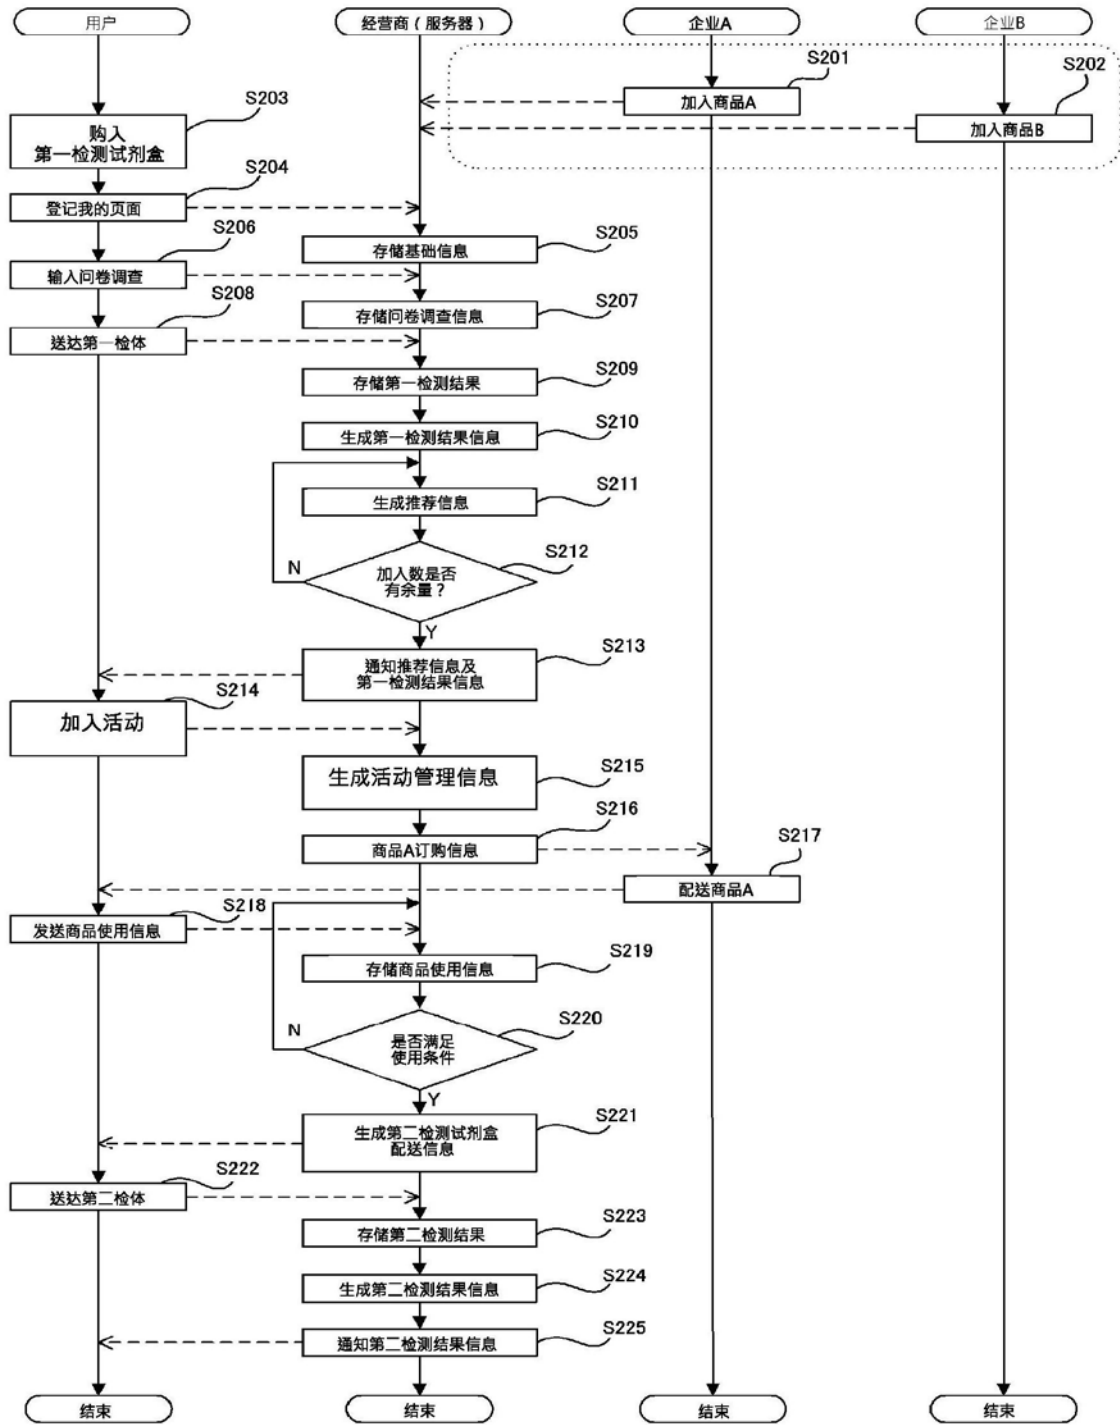 用户
经营商（服务器）
企业A
企业B
S201
加入商品A
S202
加入商品B
S203
购入
第一检测试剂盒
S204
登记我的页面
S205
存储基础信息
S206
输入问卷调查
S207
存储问卷调查信息
S208
送达第一检体
S209
存储第一检测结果
S210
生成第一检测结果信息
S211
生成推荐信息
S212
加入数是否
有余量？
N
Y
S213
通知推荐信息及
第一检测结果信息
S214
加入活动
S215
生成活动管理信息
S216
商品A订购信息
S217
配送商品A
S218
发送商品使用信息
S219
存储商品使用信息
S220
是否满足
使用条件
N
Y
S221
生成第二检测试剂盒
配送信息
S222
送达第二检体
S223
存储第二检测结果
S224
生成第二检测结果信息
S225
通知第二检测结果信息
结束
结束
结束
结束